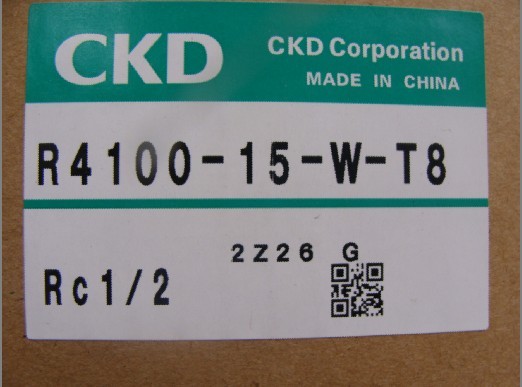 CKD
CKD Corporation
MADE IN CHINA
R4100-15-W-T8
2Z26 G
Rc1/2